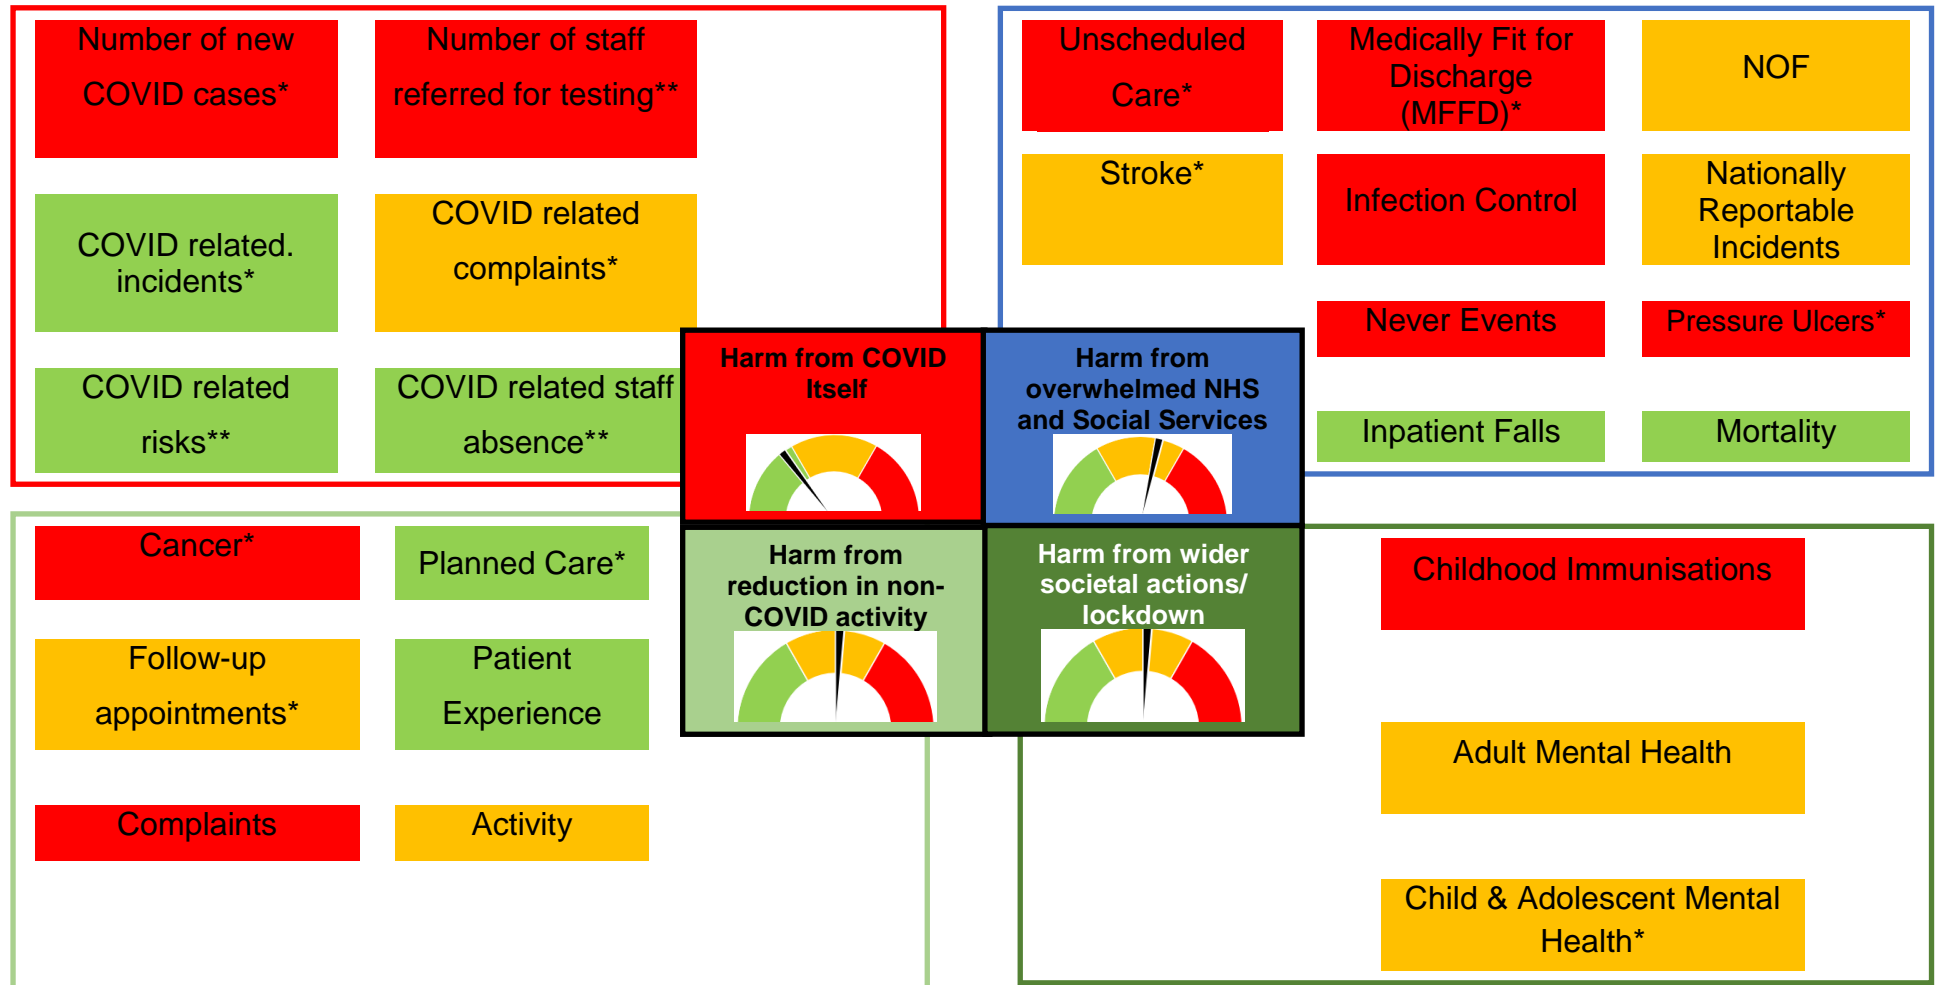 Number of new
COVID cases*
Number of staff
referred for testing**
COVID related.
incidents*
COVID related
complaints*
COVID related
risks**
COVID related staff
absence**
Unscheduled
Care*
Medically Fit for
Discharge
(MFFD)*
NOF
Stroke*
Infection Control
Nationally
Reportable
Incidents
Never Events
Pressure Ulcers*
Inpatient Falls
Mortality
Harm from COVID
Itself
Harm from
overwhelmed NHS
and Social Services
Harm from
reduction in non-
COVID activity
Harm from wider
societal actions/
lockdown
Cancer*
Planned Care*
Follow-up
appointments*
Patient
Experience
Complaints
Activity
Childhood Immunisations
Adult Mental Health
Child & Adolescent Mental
Health*